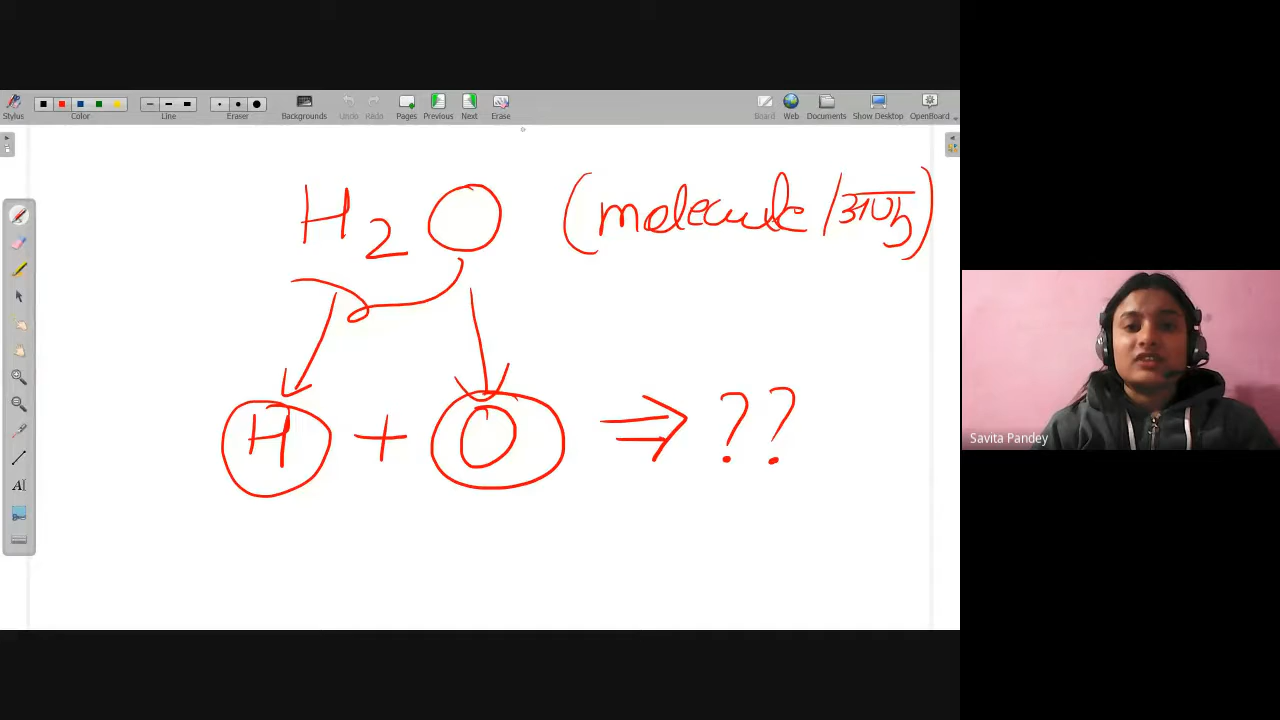 Stylus
Color
Line
Eraser
Backgrounds
Undo
Redo
Pages
Previous
Next
Erase
Board
Web
Documents
Show Desktop
OpenBoard
H2O (molecule/अणु)
H + O ⇒ ??
Savita Pandey